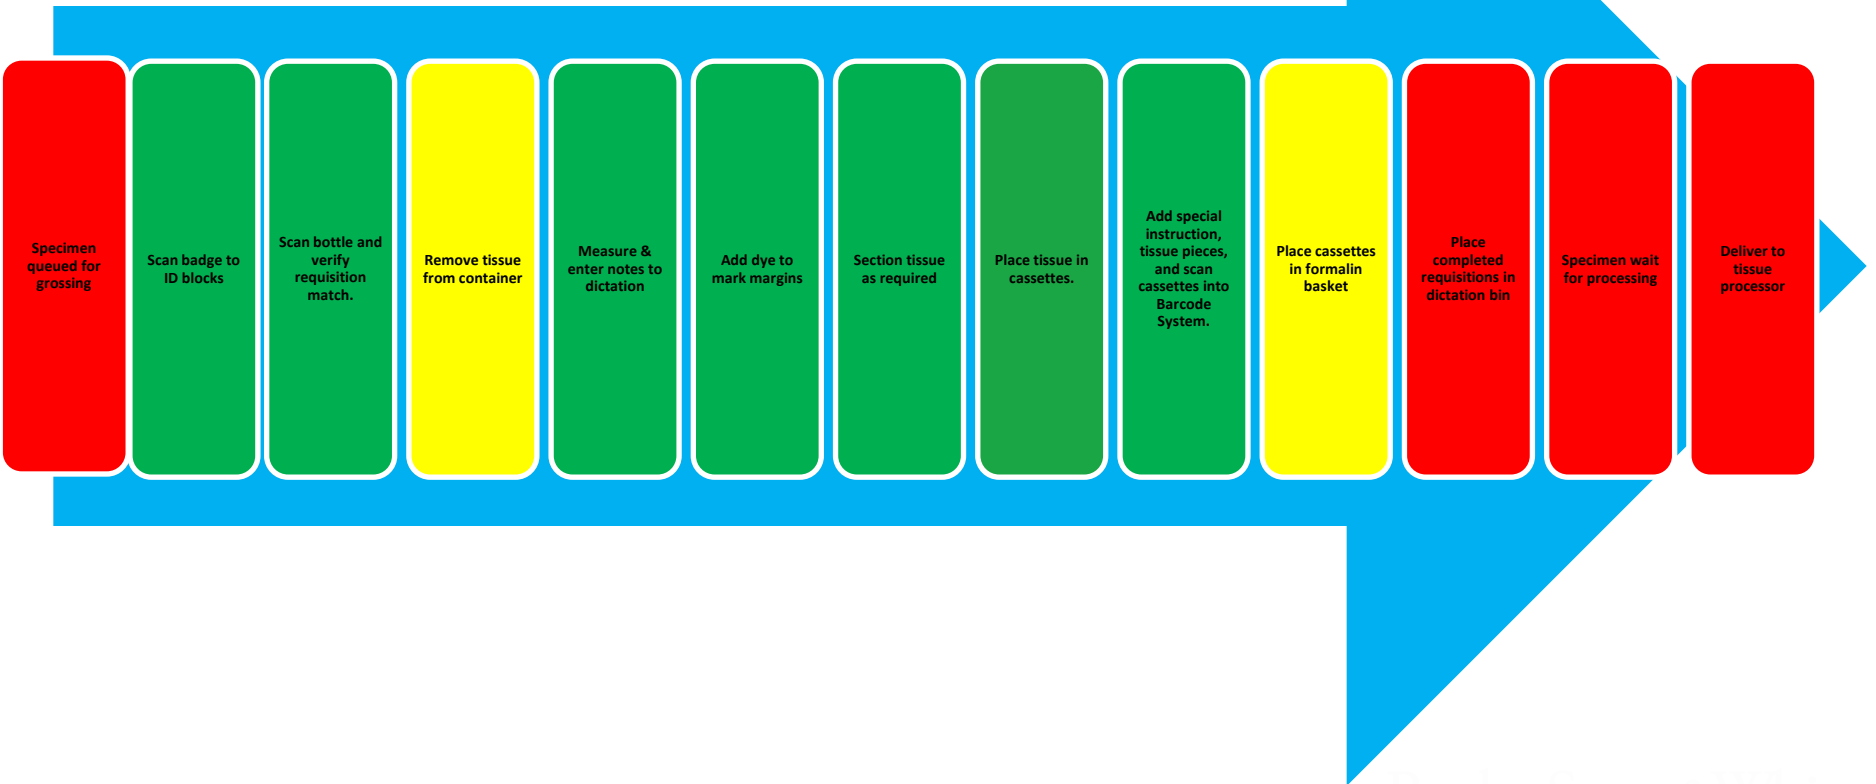 Specimen
queued for
grossing
Scan badge to
ID blocks
Scan bottle and
verify
requisition
match.
Remove tissue
from container
Measure &
enter notes to
dictation
Add dye to
mark margins
Section tissue
as required
Place tissue in
cassettes.
Add special
instruction,
tissue pieces,
and scan
cassettes into
Barcode
System.
Place cassettes
in formalin
basket
Place
completed
requisitions in
dictation bin
Specimen wait
for processing
Deliver to
tissue
processor